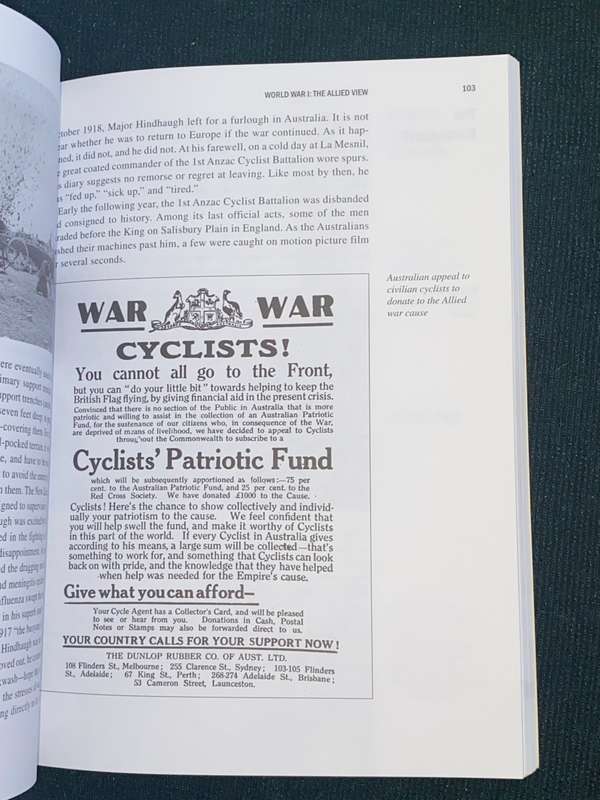 WORLD WAR I: THE ALLIED VIEW 103
ctober 1918, Major Hindhaugh left for a furlough in Australia. It is not
ear whether he was to return to Europe if the war continued. As it hap-
ned, it did not, and he did not. At his farewell, on a cold day at La Mesnil,
e great coated commander of the 1st Anzac Cyclist Battalion wore spurs.
is diary suggests no remorse or regret at leaving. Like most by then, he
as “fed up,” “sick up,” and “tired.”
Early the following year, the 1st Anzac Cyclist Battalion was disbanded
d consigned to history. Among its last official acts, some of the men
raded before the King on Salisbury Plain in England. As the Australians
shed their machines past him, a few were caught on motion picture film
r several seconds.
Australian appeal to
civilian cyclists to
donate to the Allied
war cause
WAR WAR
CYCLISTS!
You cannot all go to the Front,
but you can “do your little bit” towards helping to keep the
British Flag flying, by giving financial aid in the present crisis.
Convinced that there is no section of the Public in Australia that is more
patriotic and willing to assist in the collection of an Australian Patriotic
Fund, for the sustenance of our citizens who, in consequence of the War,
are deprived of means of livelihood, we have decided to appeal to Cyclists
throughout the Commonwealth to subscribe to a
Cyclists’ Patriotic Fund
which will be subsequently apportioned as follows:—75 per
cent. to the Australian Patriotic Fund, and 25 per cent. to the
Red Cross Society. We have donated £1000 to the Cause.
Cyclists! Here’s the chance to show collectively and individ-
ually your patriotism to the cause. We feel confident that
you will help swell the fund, and make it worthy of Cyclists
in this part of the world. If every Cyclist in Australia gives
according to his means, a large sum will be collected—that’s
something to work for, and something that Cyclists can look
back on with pride, and the knowledge that they have helped
when help was needed for the Empire’s cause.
Give what you can afford—
Your Cycle Agent has a Collector’s Card, and will be pleased
to see or hear from you. Donations in Cash, Postal
Notes or Stamps may also be forwarded direct to us.
YOUR COUNTRY CALLS FOR YOUR SUPPORT NOW!
THE DUNLOP RUBBER CO. OF AUST. LTD.
108 Flinders St., Melbourne; 255 Clarence St., Sydney; 103-105 Flinders
St., Adelaide; 67 King St., Perth; 268-274 Adelaide St., Brisbane;
53 Cameron Street, Launceston.